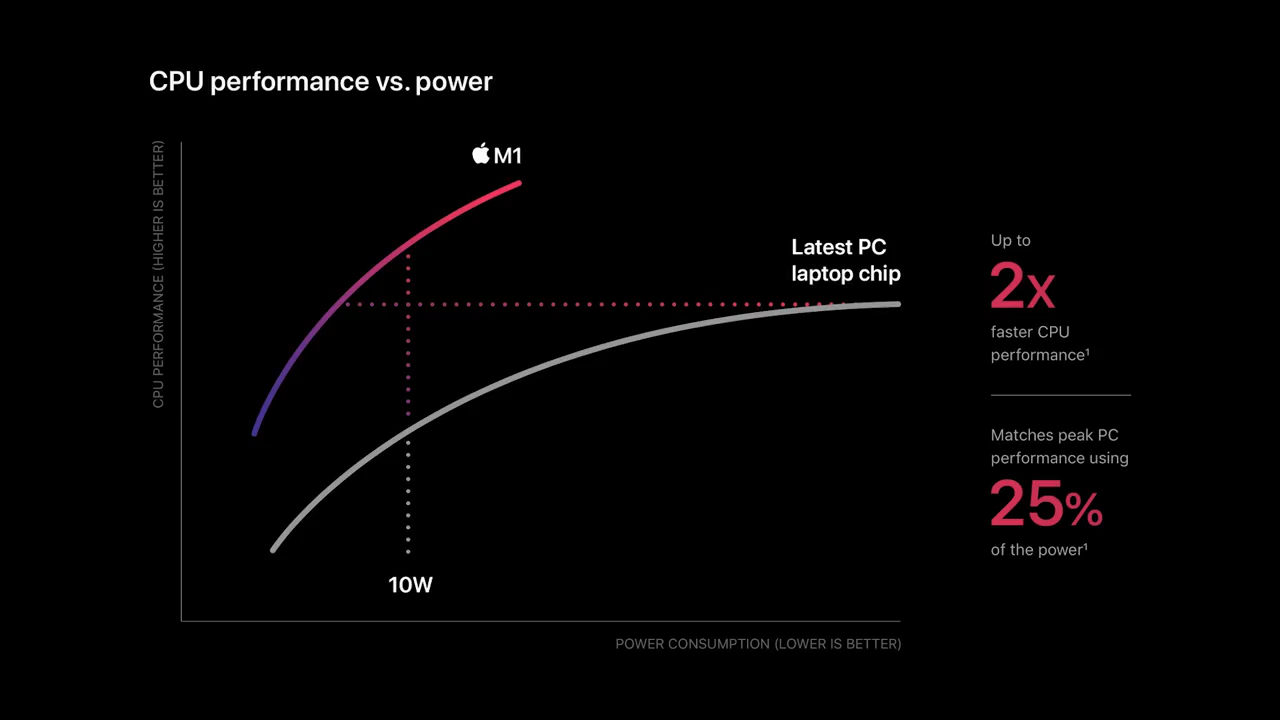 CPU performance vs. power
CPU PERFORMANCE (HIGHER IS BETTER)
M1
Latest PC
laptop chip
10W
POWER CONSUMPTION (LOWER IS BETTER)
Up to
2x
faster CPU
performance¹
Matches peak PC
performance using
25%
of the power¹